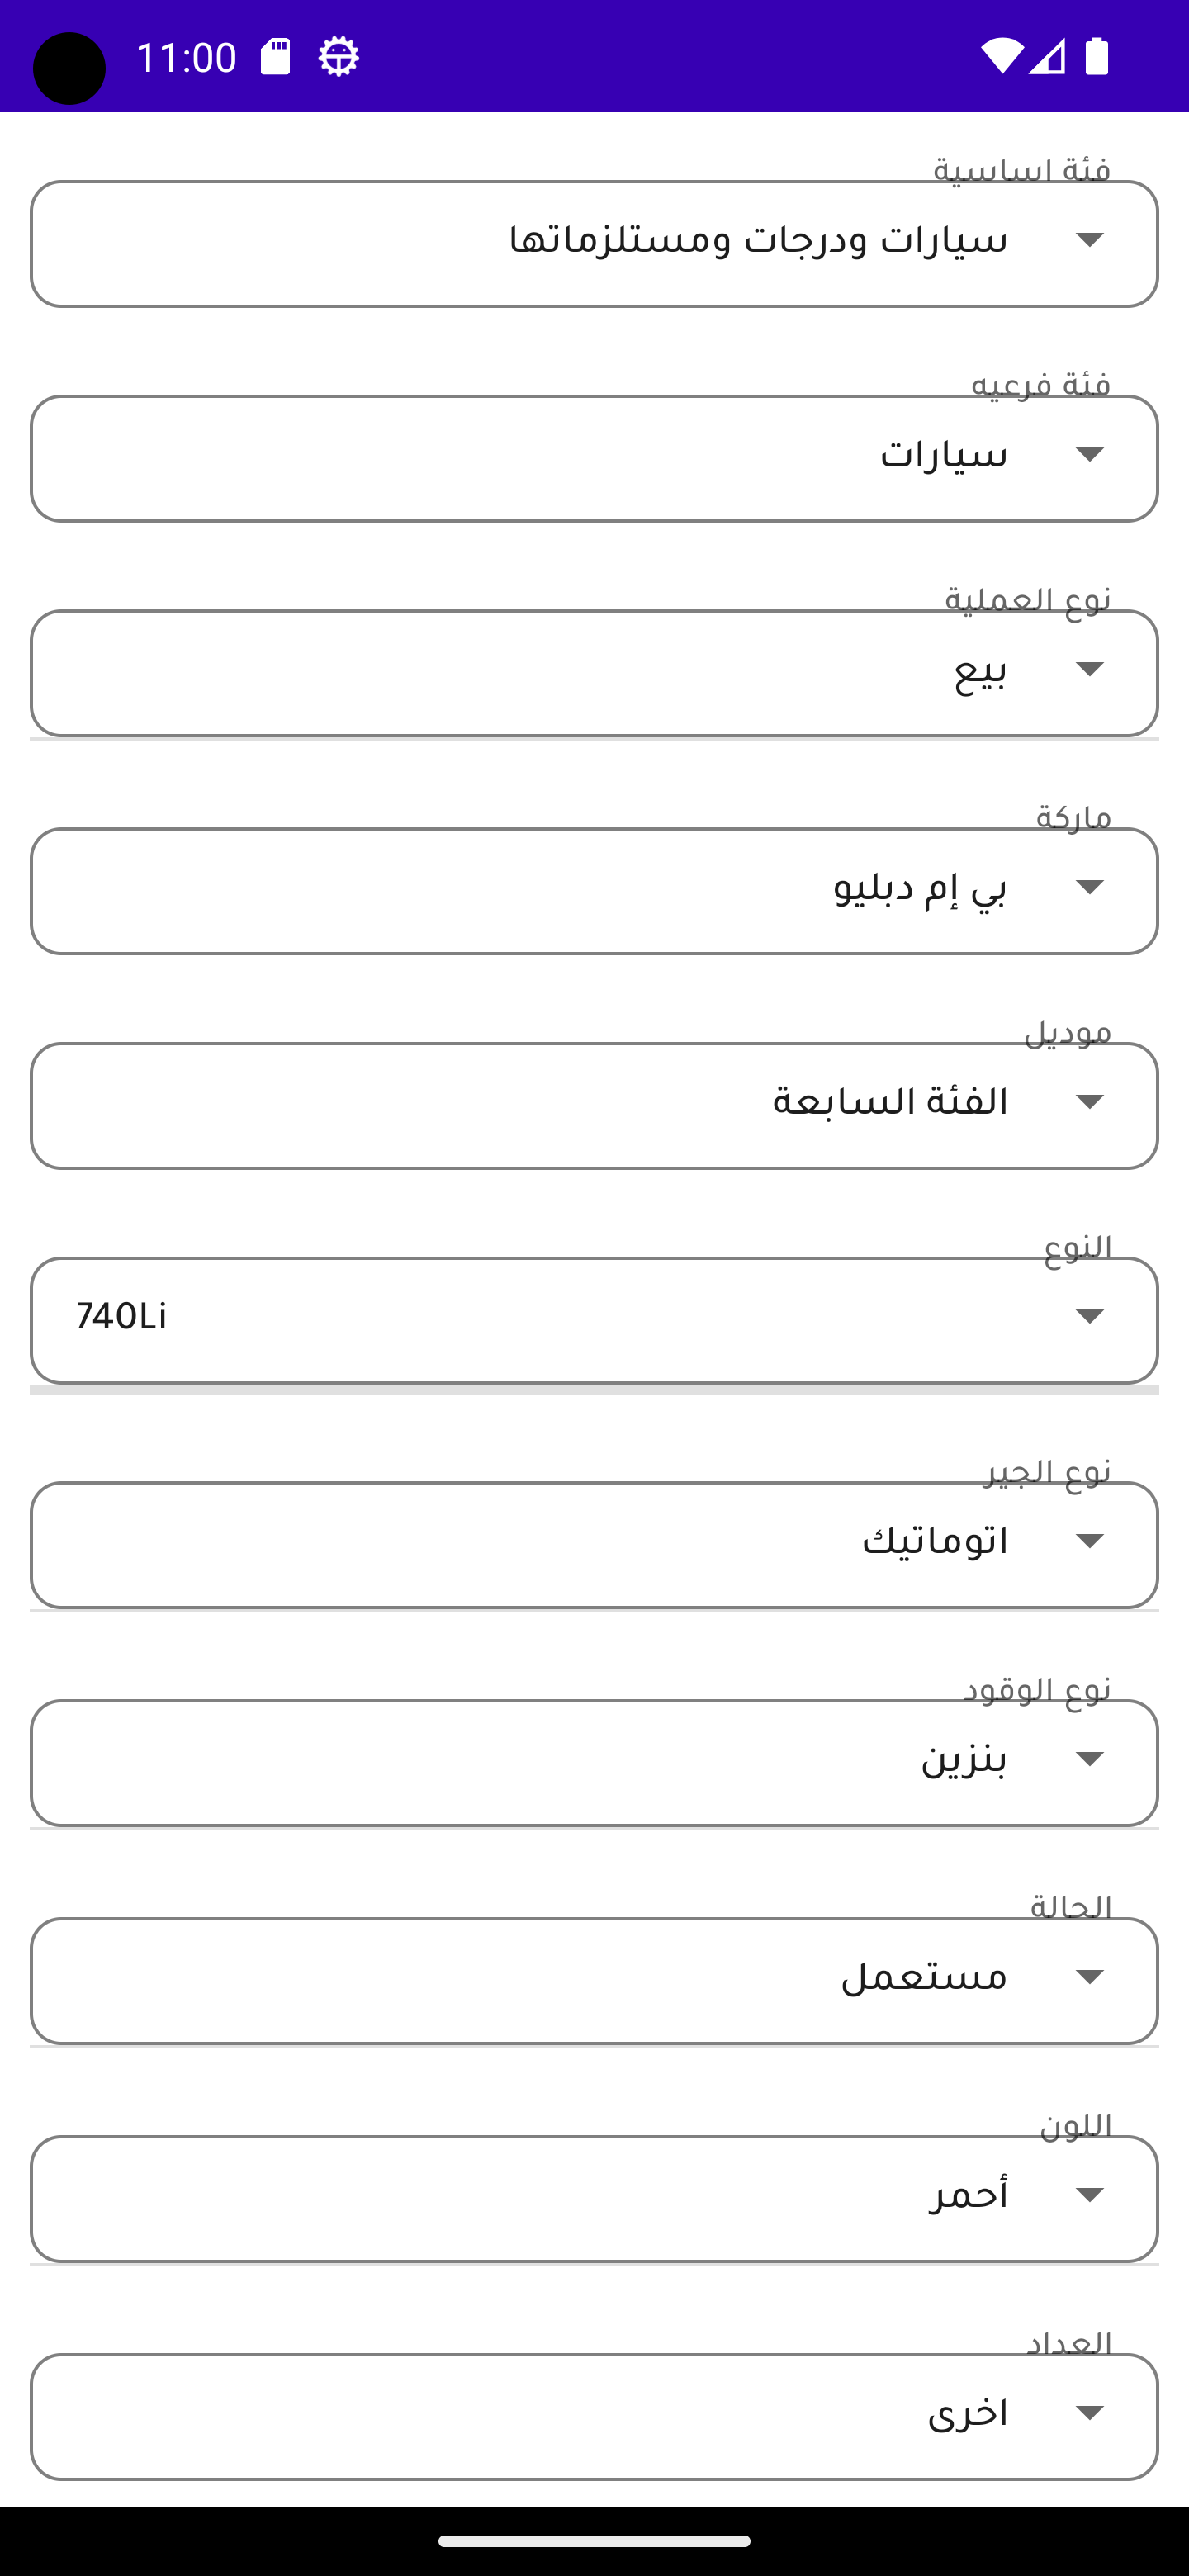 11:00
فئة اساسية
سيارات ودرجات ومستلزماتها
فئة فرعيه
سيارات
نوع العملية
بيع
ماركة
بي إم دبليو
موديل
الفئة السابعة
النوع
740Li
نوع الجير
اتوماتيك
نوع الوقود
بنزين
الحالة
مستعمل
اللون
أحمر
العداد
اخرى